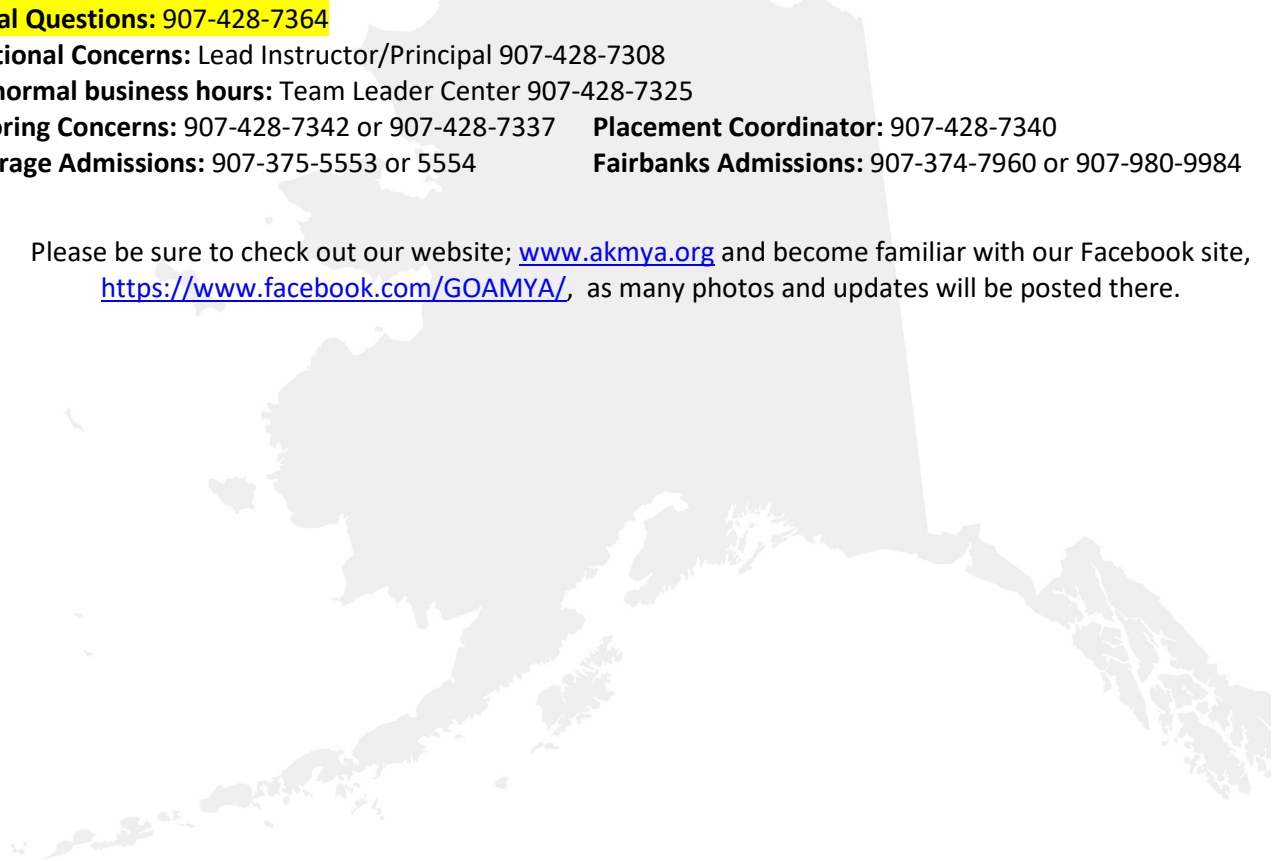 al Questions: 907-428-7364
tional Concerns: Lead Instructor/Principal 907-428-7308
normal business hours: Team Leader Center 907-428-7325
ring Concerns: 907-428-7342 or 907-428-7337 Placement Coordinator: 907-428-7340
rage Admissions: 907-375-5553 or 5554 Fairbanks Admissions: 907-374-7960 or 907-980-9984
Please be sure to check out our website; www.akmya.org and become familiar with our Facebook site,
https://www.facebook.com/GOAMYA/, as many photos and updates will be posted there.